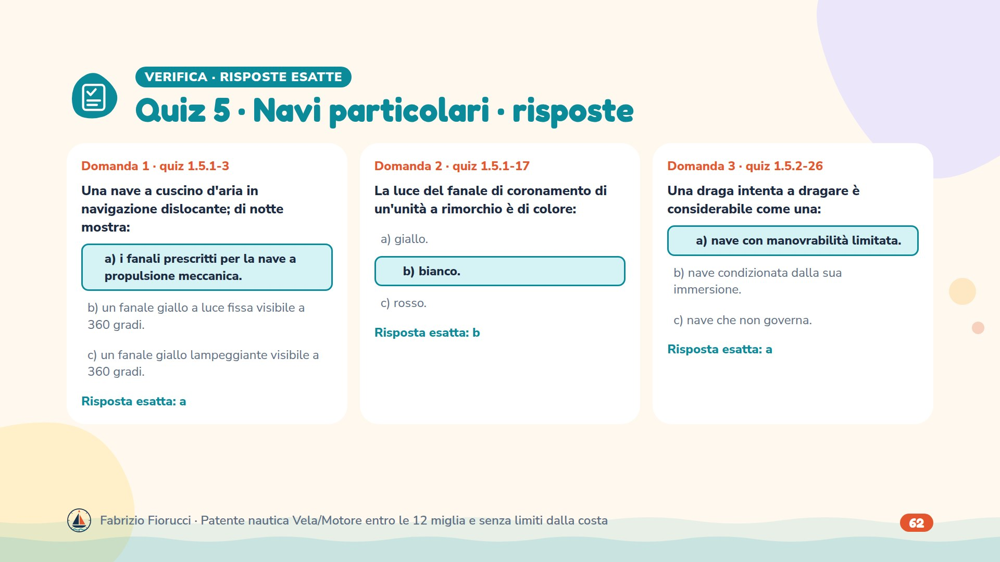 VERIFICA · RISPOSTE ESATTE
Quiz 5 · Navi particolari · risposte
Domanda 1 · quiz 1.5.1-3
Una nave a cuscino d'aria in
navigazione dislocante; di notte
mostra:
a) i fanali prescritti per la nave a
propulsione meccanica.
b) un fanale giallo a luce fissa visibile a
360 gradi.
c) un fanale giallo lampeggiante visibile a
360 gradi.
Risposta esatta: a
Domanda 2 · quiz 1.5.1-17
La luce del fanale di coronamento di
un'unità a rimorchio è di colore:
a) giallo.
b) bianco.
c) rosso.
Risposta esatta: b
Domanda 3 · quiz 1.5.2-26
Una draga intenta a dragare è
considerabile come una:
a) nave con manovrabilità limitata.
b) nave condizionata dalla sua
immersione.
c) nave che non governa.
Risposta esatta: a
Fabrizio Fiorucci · Patente nautica Vela/Motore entro le 12 miglia e senza limiti dalla costa
62